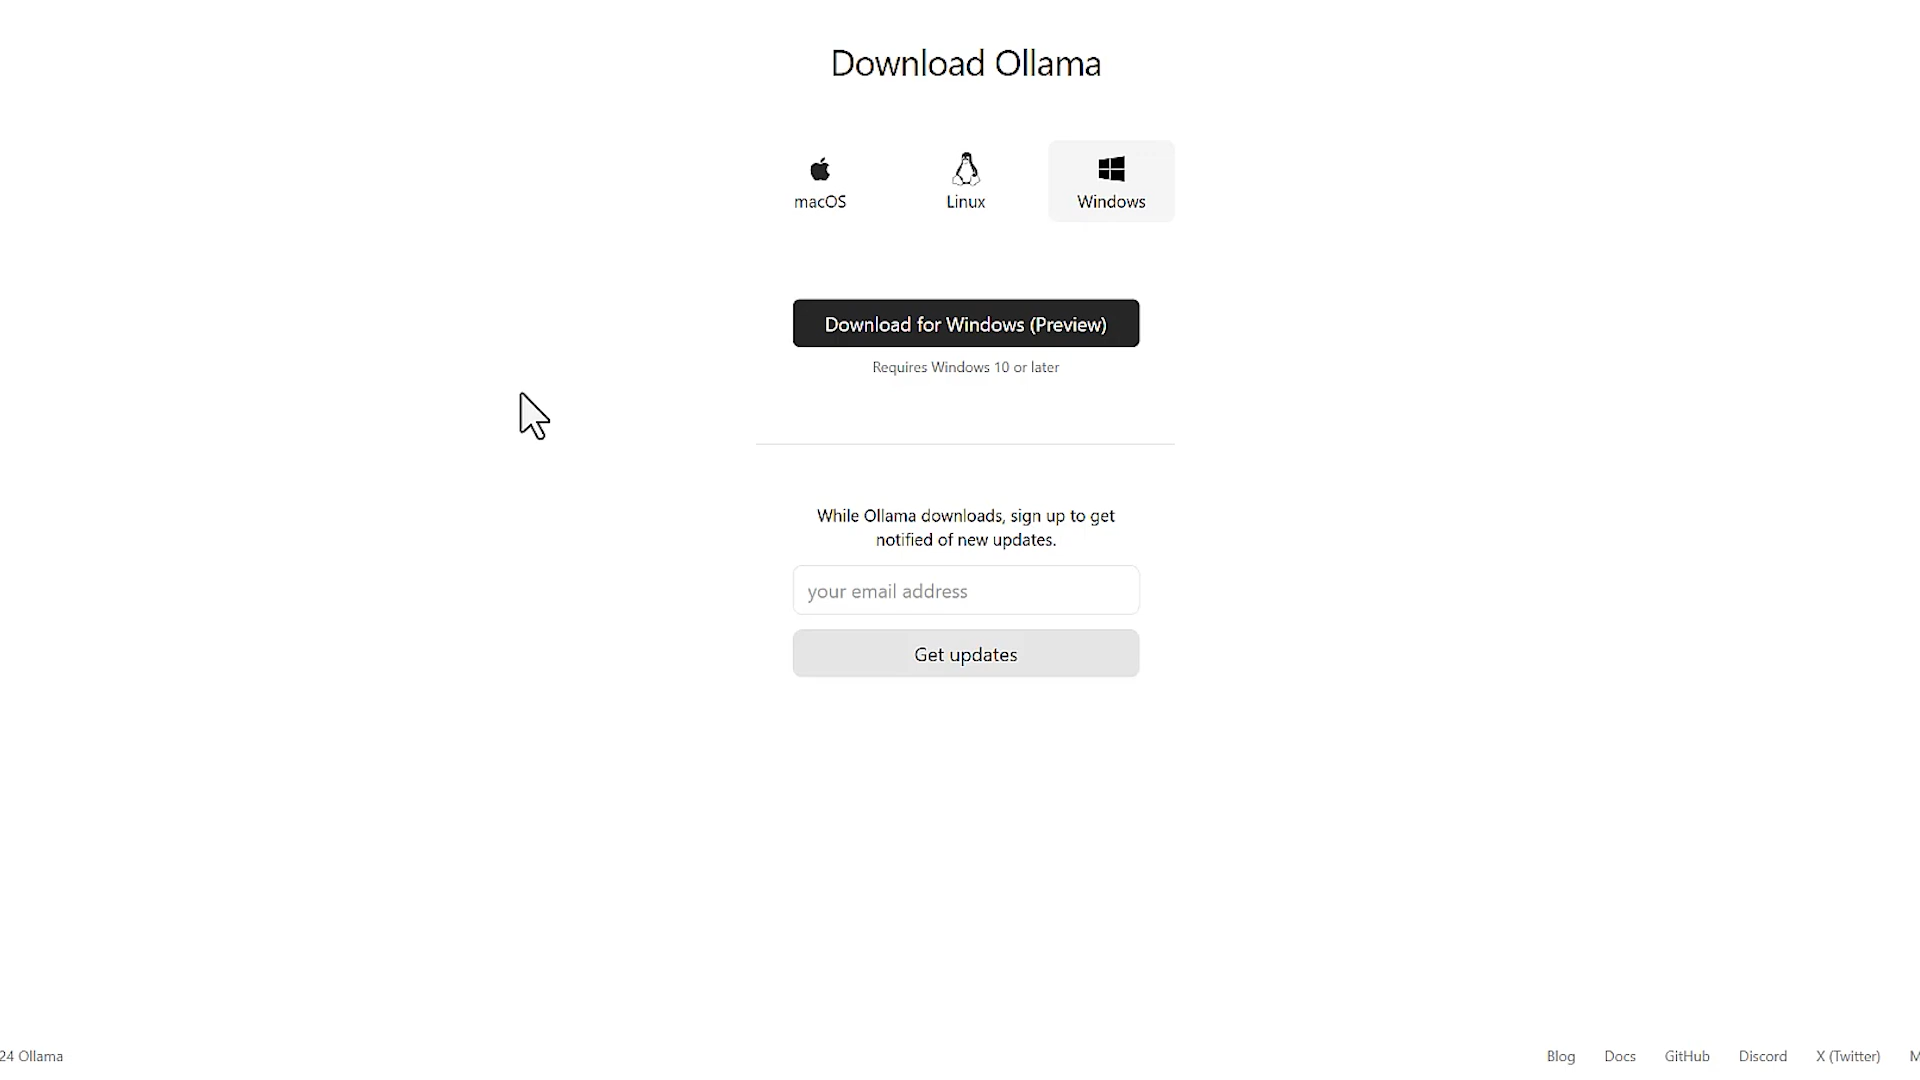 Download Ollama
macOS
Linux
Windows
Download for Windows (Preview)
Requires Windows 10 or later
While Ollama downloads, sign up to get
notified of new updates.
your email address
Get updates
24 Ollama
Blog
Docs
GitHub
Discord
X (Twitter)
M